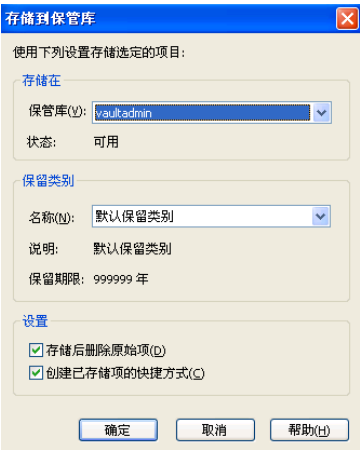 存储到保管库
使用下列设置存储选定的项目:
存储在
保管库(V): vaultadmin
状态: 可用
保留类别
名称(N): 默认保留类别
说明: 默认保留类别
保留期限: 999999 年
设置
存储后删除原始项(D)
创建已存储项的快捷方式(C)
确定 取消 帮助(H)